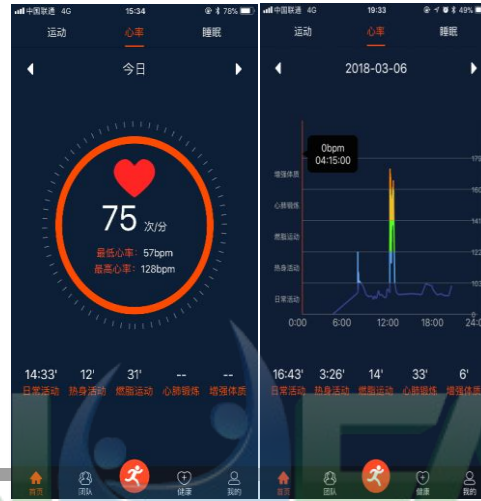 中国联通 4G 15:34 78%
运动 心率 睡眠
今日
75 次/分
最低心率: 57bpm
最高心率: 128bpm
14:33' 12' 31' -- --
日常活动 热身活动 燃脂运动 心肺锻炼 增强体质
首页 团队 健康 我的
中国联通 4G 19:33 49%
运动 心率 睡眠
2018-03-06
0bpm
04:15:00
179
增强体质
160
心肺锻炼
141
燃脂运动
122
热身活动
103
日常活动
0
0:00 6:00 12:00 18:00 24:0
16:43' 3:26' 14' 33' 6'
日常活动 热身活动 燃脂运动 心肺锻炼 增强体质
首页 团队 健康 我的